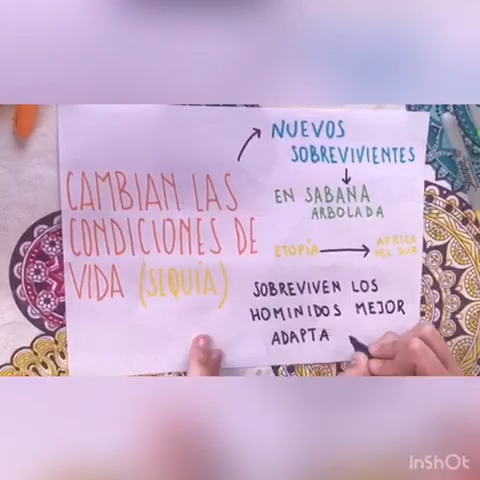 CAMBIAN LAS
CONDICIONES DE
VIDA (SEQUÍA)
NUEVOS
SOBREVIVIENTES
EN SABANA
ARBOLADA
ETOPÍA
AFRICA
DEL SUR
SOBREVIVEN LOS
HOMINIDOS MEJOR
ADAPTA
InShOt